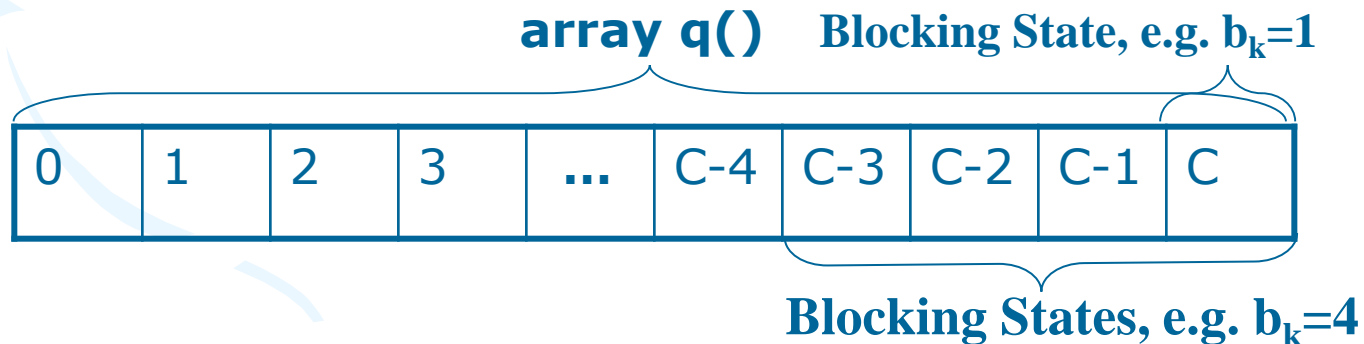 array q() Blocking State, e.g. bₖ=1
0 1 2 3 ... C-4 C-3 C-2 C-1 C
Blocking States, e.g. bₖ=4